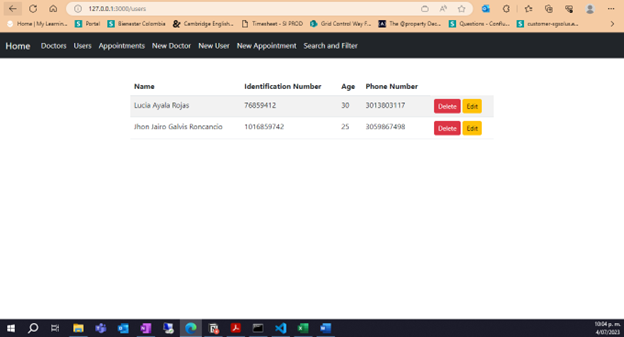 127.0.0.1:3000/users
Home | My Learnin... Portal Bienestar Colombia Cambridge English... Timesheet - SI PROD Grid Control Way F... The @property Dec... Questions - Conflu... customer-egoslus.e...
Home Doctors Users Appointments New Doctor New User New Appointment Search and Filter
Name Identification Number Age Phone Number
Lucia Ayala Rojas 76859412 30 3013803117 Delete Edit
Jhon Jairo Galvis Roncancio 1016859742 25 3059867498 Delete Edit
10:04 p. m.
4/07/2023